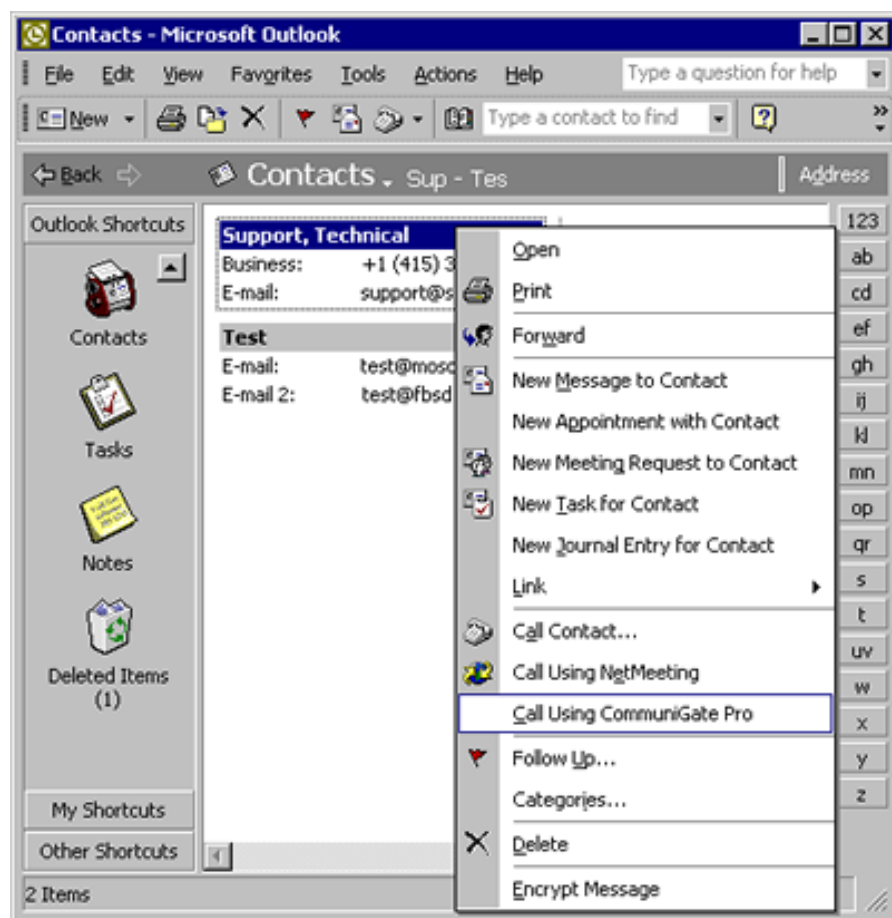 Contacts - Microsoft Outlook
File Edit View Favorites Tools Actions Help Type a question for help
New Type a contact to find
Back Contacts Sup - Tes Address
Outlook Shortcuts
Contacts
Tasks
Notes
Deleted Items
(1)
My Shortcuts
Other Shortcuts
Support, Technical
Business: +1 (415) 3
E-mail: support@s
Test
E-mail: test@mosc
E-mail 2: test@fbsd
Open
Print
Forward
New Message to Contact
New Appointment with Contact
New Meeting Request to Contact
New Task for Contact
New Journal Entry for Contact
Link
Call Contact...
Call Using NetMeeting
Call Using CommuniGate Pro
Follow Up...
Categories...
Delete
Encrypt Message
123
ab
cd
ef
gh
ij
kl
mn
op
qr
s
t
uv
w
x
y
z
2 Items